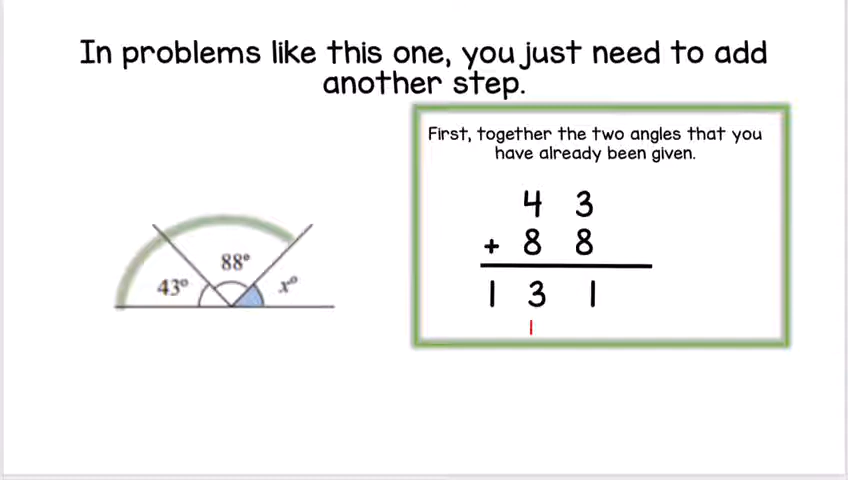 In problems like this one, you just need to add
another step.
First, together the two angles that you
have already been given.
4 3
+ 8 8
1 3 1
1
43° 88° x°